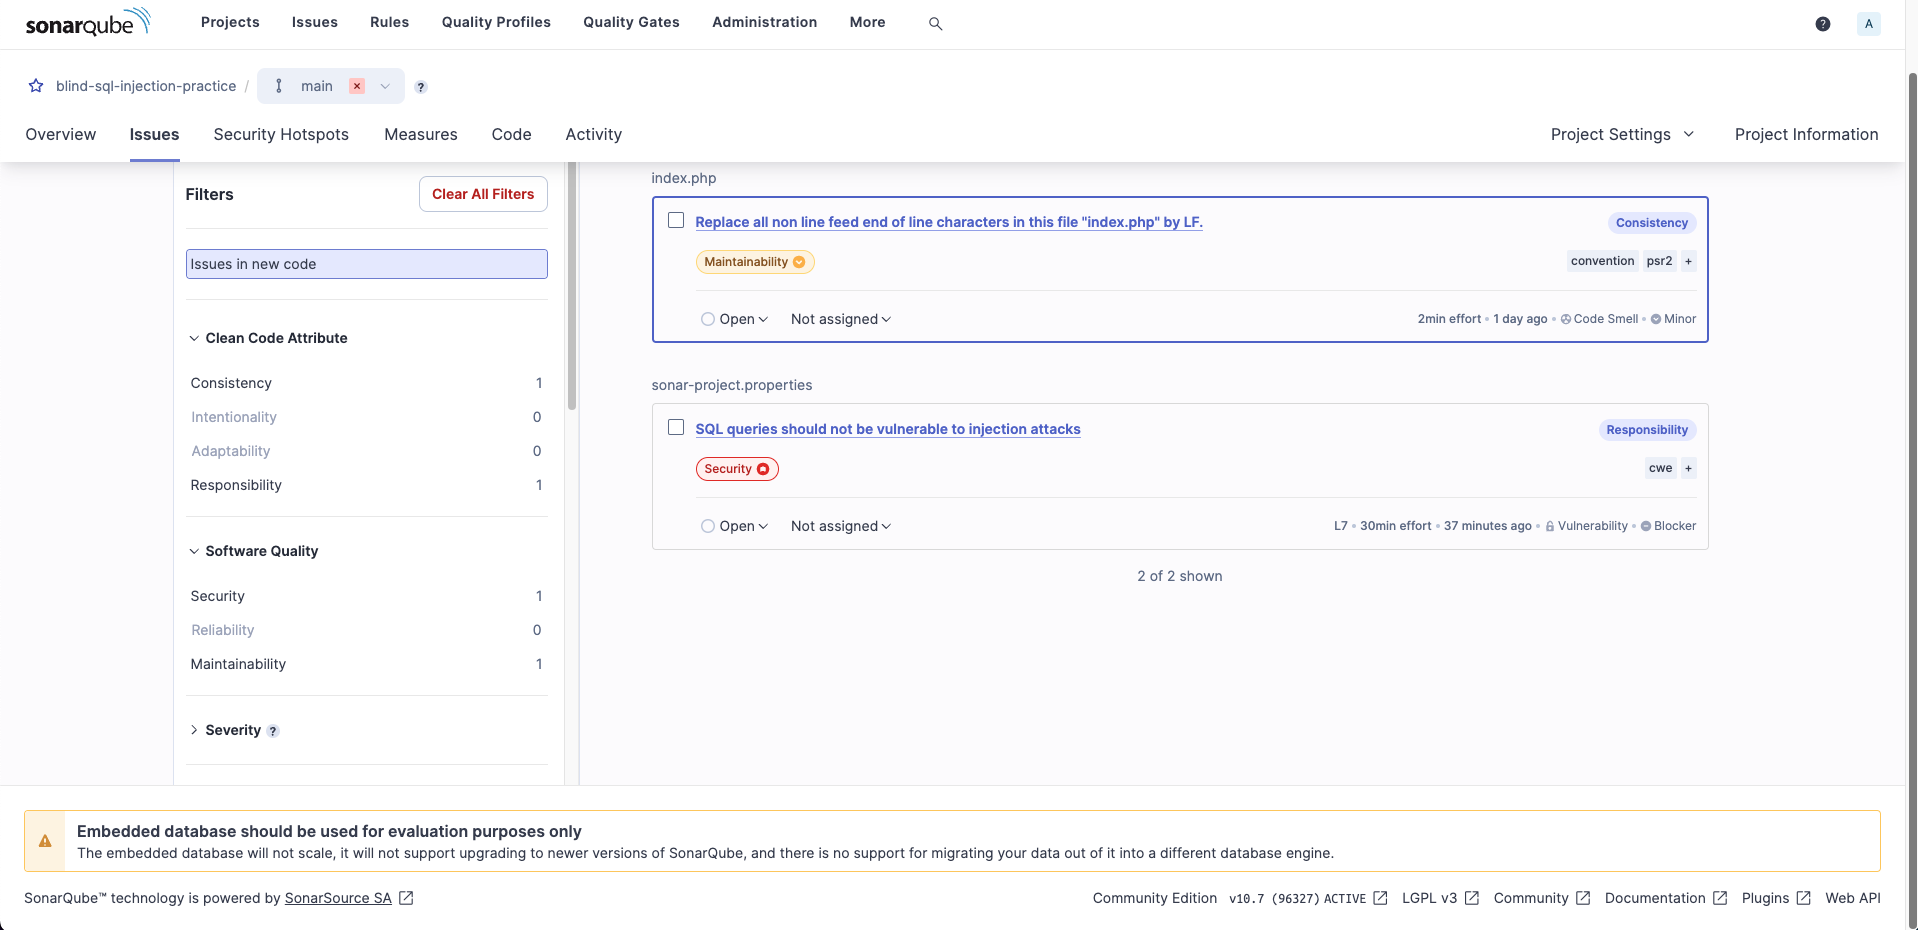 sonarqube
Projects Issues Rules Quality Profiles Quality Gates Administration More
? A
blind-sql-injection-practice / main × ?
Overview Issues Security Hotspots Measures Code Activity Project Settings Project Information
Filters Clear All Filters
Issues in new code
Clean Code Attribute
Consistency 1
Intentionality 0
Adaptability 0
Responsibility 1
Software Quality
Security 1
Reliability 0
Maintainability 1
Severity ?
index.php
Replace all non line feed end of line characters in this file "index.php" by LF. Consistency
Maintainability convention psr2 +
Open Not assigned 2min effort • 1 day ago • Code Smell • Minor
sonar-project.properties
SQL queries should not be vulnerable to injection attacks Responsibility
Security cwe +
Open Not assigned L7 • 30min effort • 37 minutes ago • Vulnerability • Blocker
2 of 2 shown
Embedded database should be used for evaluation purposes only
The embedded database will not scale, it will not support upgrading to newer versions of SonarQube, and there is no support for migrating your data out of it into a different database engine.
SonarQube™ technology is powered by SonarSource SA Community Edition v10.7 (96327) ACTIVE LGPL v3 Community Documentation Plugins Web API